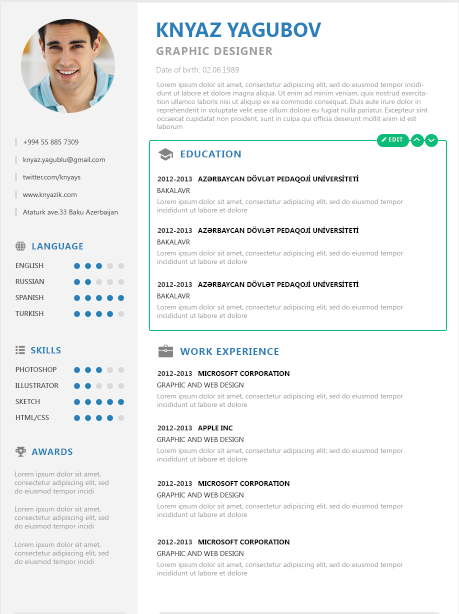 KNYAZ YAGUBOV
GRAPHIC DESIGNER
Date of birth: 02.06.1989
Lorem ipsum dolor sit amet, consectetur adipisicing elit, sed do eiusmod tempor incidi-
dunt ut labore et dolore magna aliqua. Ut enim ad minim veniam, quis nostrud exercita-
tion ullamco laboris nisi ut aliquip ex ea commodo consequat. Duis aute irure dolor in
reprehenderit in voluptate velit esse cillum dolore eu fugiat nulla pariatur. Excepteur sint
occaecat cupidatat non proident, sunt in culpa qui officia deserunt mollit anim id est
laborum
+994 55 885 7309
knyaz.yagublu@gmail.com
twitter.com/knyays
www.knyazik.com
Ataturk ave.33 Baku Azerbaijan
LANGUAGE
ENGLISH
RUSSIAN
SPANISH
TURKISH
SKILLS
PHOTOSHOP
ILLUSTRATOR
SKETCH
HTML/CSS
AWARDS
Lorem ipsum dolor sit amet,
consectetur adipisicing elit, sed
do eiusmod tempor incidi
Lorem ipsum dolor sit amet,
consectetur adipisicing elit, sed
do eiusmod tempor incidi
Lorem ipsum dolor sit amet,
consectetur adipisicing elit, sed
do eiusmod tempor incidi
EDIT
EDUCATION
2012-2013 AZƏRBAYCAN DÖVLƏT PEDAQOJİ UNİVERSİTETİ
BAKALAVR
Lorem ipsum dolor sit amet, consectetur adipisicing elit, sed do eiusmod tempor
incididunt ut labore et dolore
2012-2013 AZƏRBAYCAN DÖVLƏT PEDAQOJİ UNİVERSİTETİ
BAKALAVR
Lorem ipsum dolor sit amet, consectetur adipisicing elit, sed do eiusmod tempor
incididunt ut labore et dolore
2012-2013 AZƏRBAYCAN DÖVLƏT PEDAQOJİ UNİVERSİTETİ
BAKALAVR
Lorem ipsum dolor sit amet, consectetur adipisicing elit, sed do eiusmod tempor
incididunt ut labore et dolore
WORK EXPERIENCE
2012-2013 MICROSOFT CORPORATION
GRAPHIC AND WEB DESIGN
Lorem ipsum dolor sit amet, consectetur adipisicing elit, sed do eiusmod tempor
incididunt ut labore et dolore
2012-2013 APPLE INC
GRAPHIC AND WEB DESIGN
Lorem ipsum dolor sit amet, consectetur adipisicing elit, sed do eiusmod tempor
incididunt ut labore et dolore
2012-2013 MICROSOFT CORPORATION
GRAPHIC AND WEB DESIGN
Lorem ipsum dolor sit amet, consectetur adipisicing elit, sed do eiusmod tempor
incididunt ut labore et dolore
2012-2013 MICROSOFT CORPORATION
GRAPHIC AND WEB DESIGN
Lorem ipsum dolor sit amet, consectetur adipisicing elit, sed do eiusmod tempor
incididunt ut labore et dolore